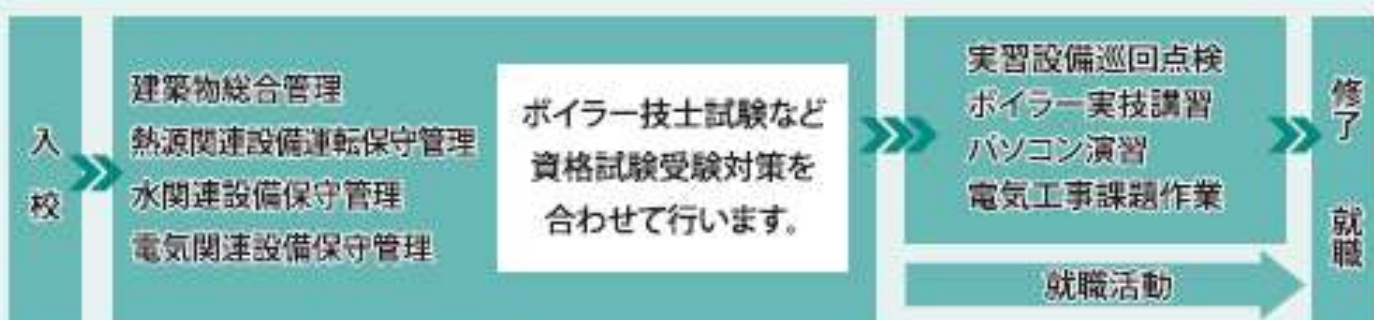 入校
建築物総合管理
熱源関連設備運転保守管理
水関連設備保守管理
電気関連設備保守管理
ボイラー技士試験など
資格試験受験対策を
合わせて行います。
実習設備巡回点検
ボイラー実技講習
パソコン演習
電気工事課題作業
就職活動
修了
就職